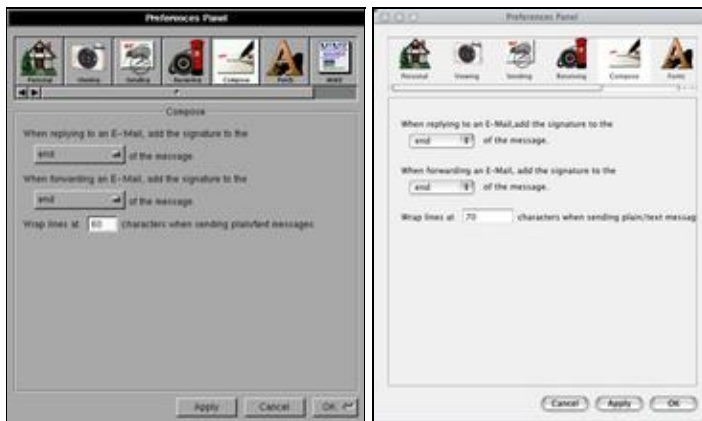 Preferences Panel
Personal Viewing Sending Receiving Compose Fonts MIME
Compose
When replying to an E-Mail, add the signature to the
end of the message.
When forwarding an E-Mail, add the signature to the
end of the message.
Wrap lines at 60 characters when sending plain/text messages
Apply Cancel OK
Preferences Panel
Personal Viewing Sending Receiving Compose Fonts
When replying to an E-Mail,add the signature to the
end of the message.
When forwarding an E-Mail, add the signature to the
end of the message.
Wrap lines at 70 characters when sending plain/text messag
Cancel Apply OK